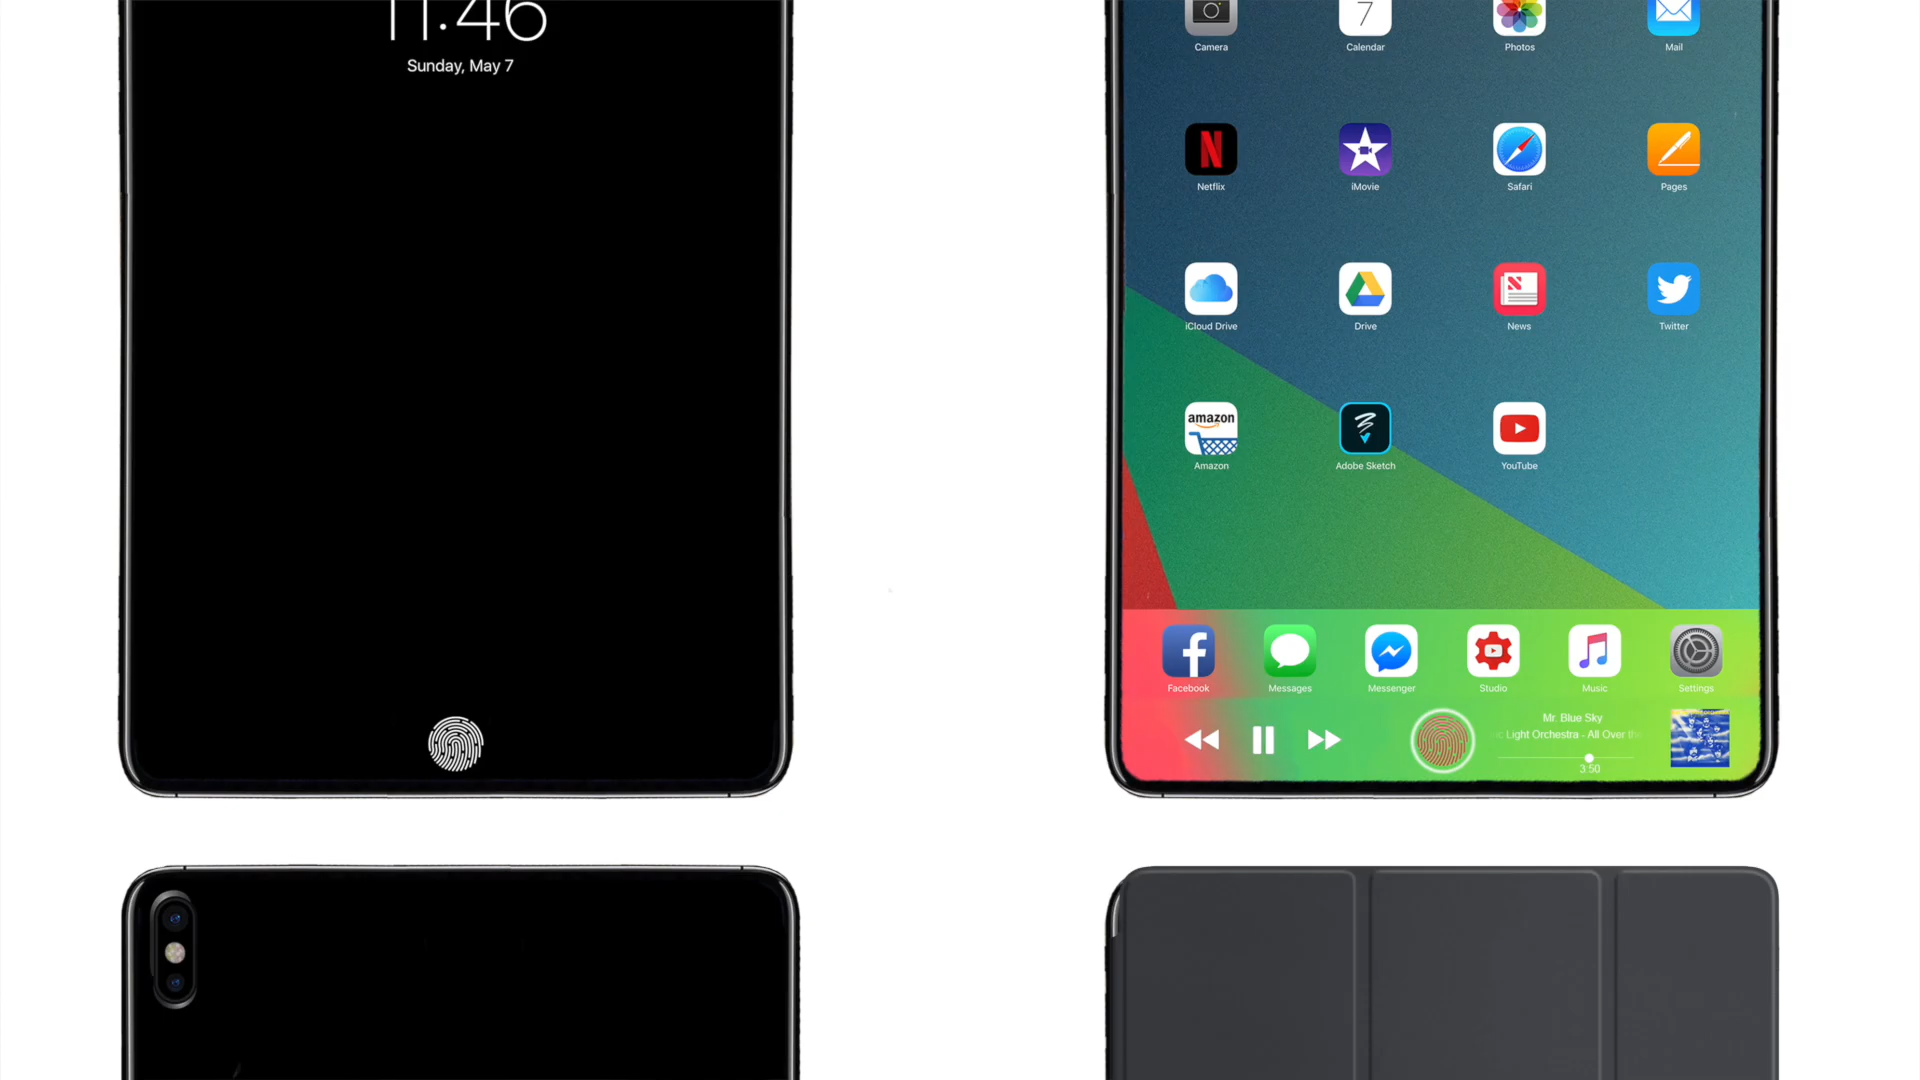 11:46
Sunday, May 7
7
Camera
Calendar
Photos
Mail
N
Netflix
iMovie
Safari
Pages
iCloud Drive
Drive
News
Twitter
amazon
Amazon
Adobe Sketch
YouTube
Facebook
Messages
Messenger
Studio
Music
Settings
Mr. Blue Sky
c Light Orchestra - All Over the
3:50